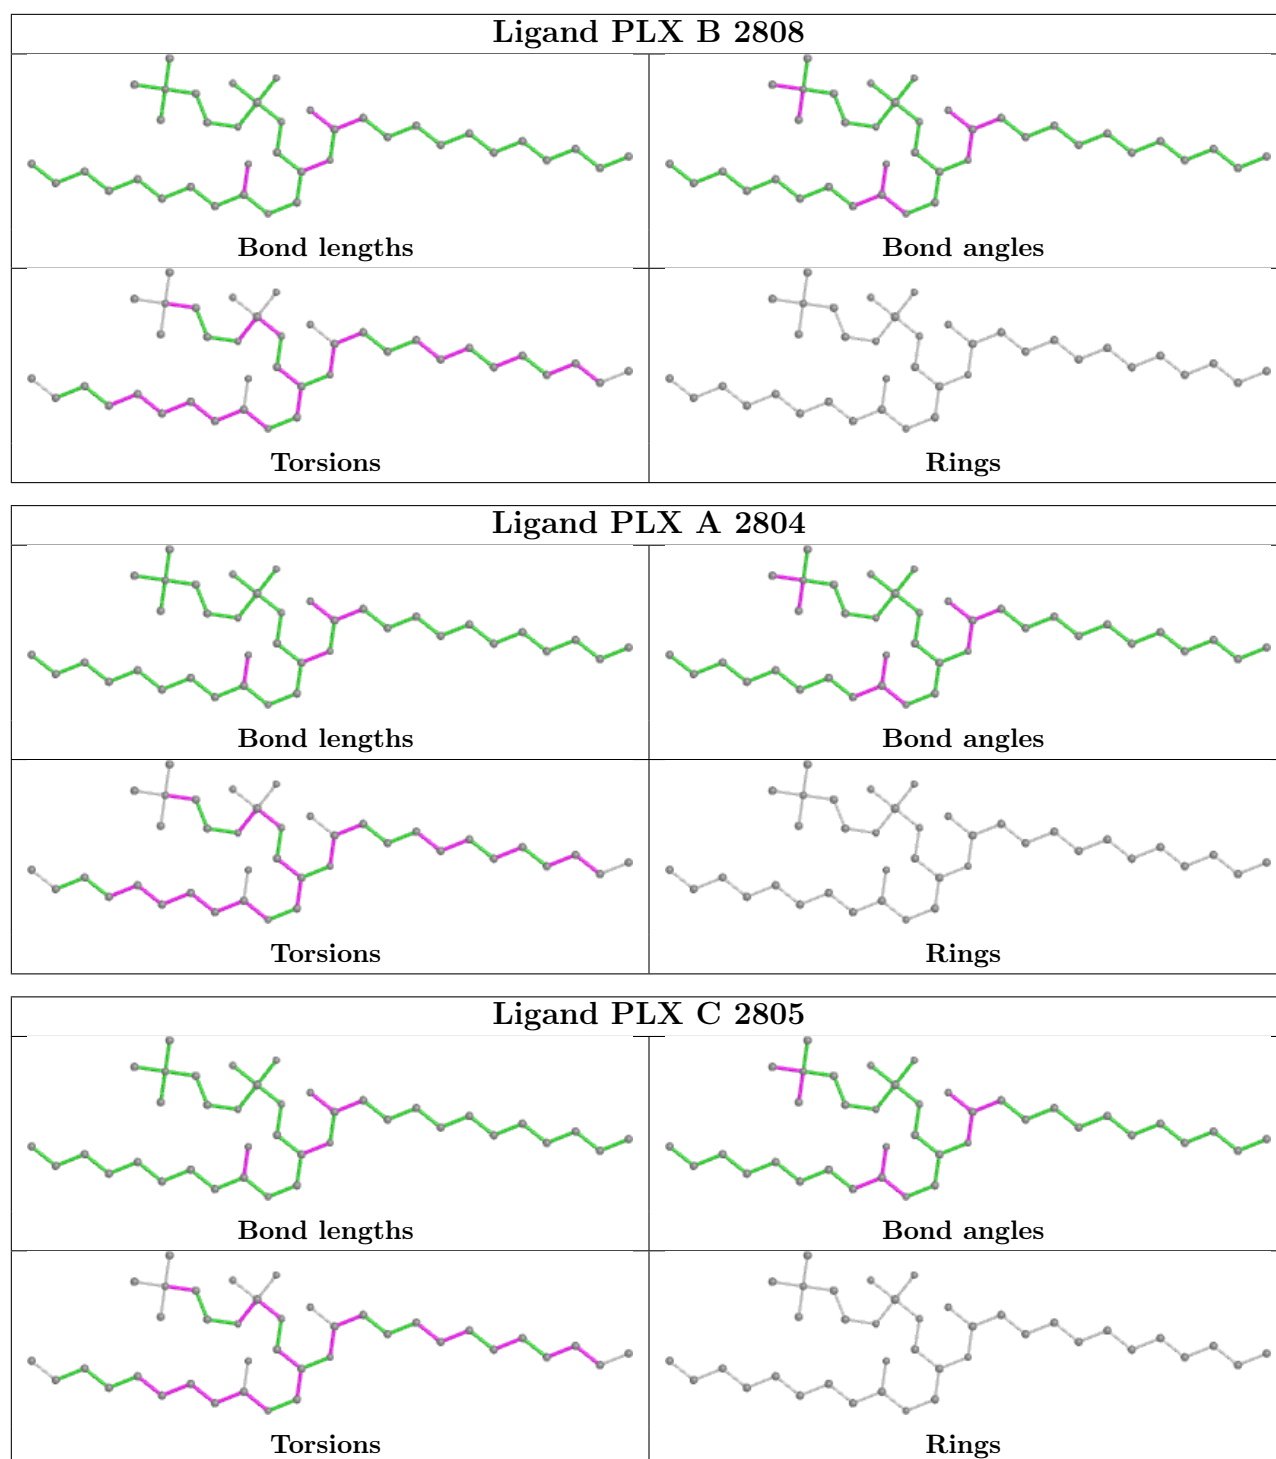 Ligand PLX B 2808
Bond lengths
Bond angles
Torsions
Rings
Ligand PLX A 2804
Bond lengths
Bond angles
Torsions
Rings
Ligand PLX C 2805
Bond lengths
Bond angles
Torsions
Rings